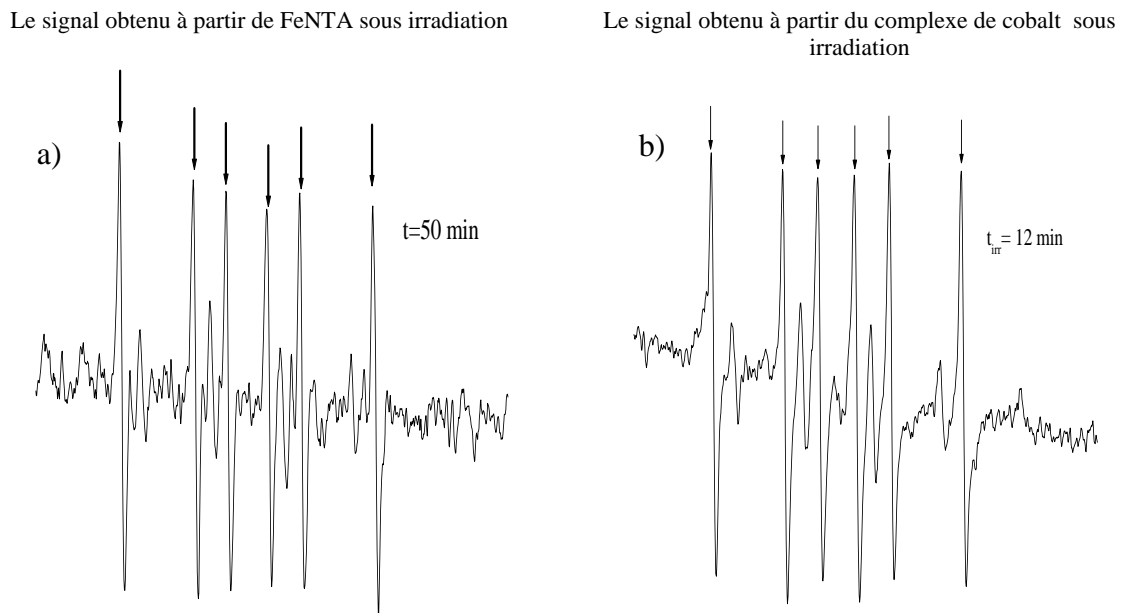 Le signal obtenu à partir de FeNTA sous irradiation
Le signal obtenu à partir du complexe de cobalt sous
irradiation
a)
t=50 min
b)
t_irr= 12 min